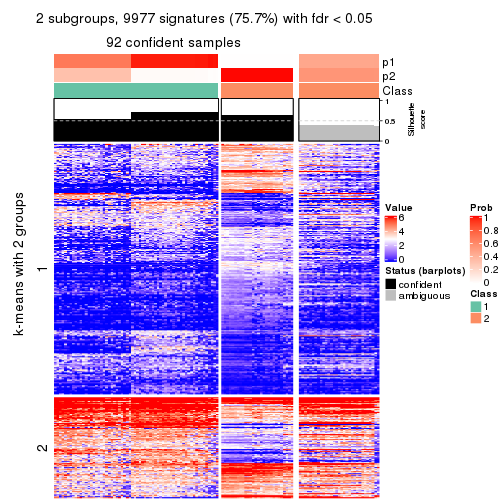 2 subgroups, 9977 signatures (75.7%) with fdr < 0.05
92 confident samples
p1
p2
Class
1
0.5
0
Silhouette
score
k-means with 2 groups
1
2
Value
6
4
2
0
Status (barplots)
confident
ambiguous
Prob
1
0.8
0.6
0.4
0.2
0
Class
1
2